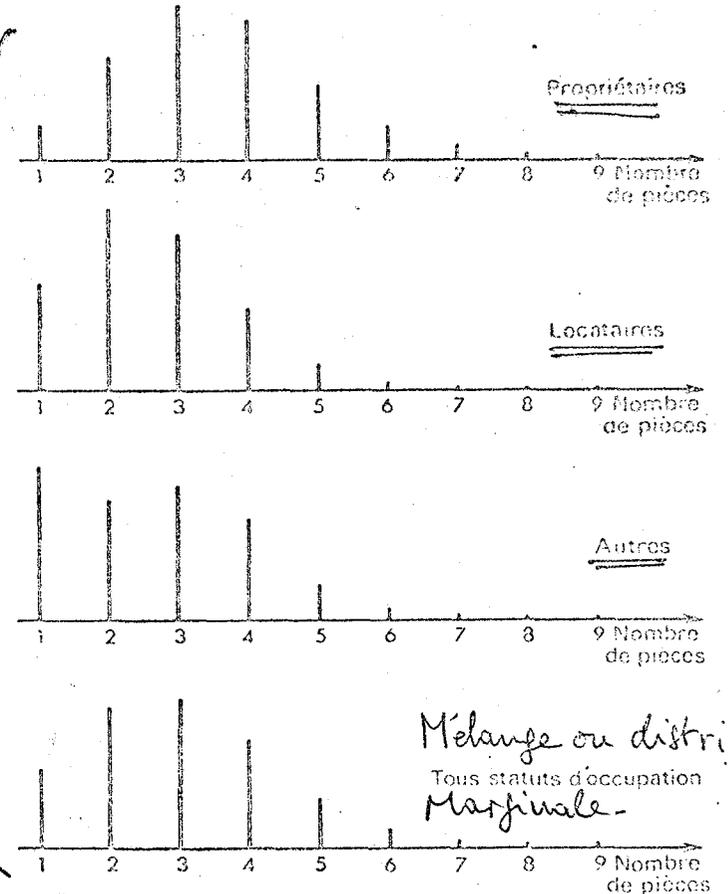 Propriétaires
1 2 3 4 5 6 7 8 9 Nombre
de pièces
Locataires
1 2 3 4 5 6 7 8 9 Nombre
de pièces
Autres
1 2 3 4 5 6 7 8 9 Nombre
de pièces
Mélange ou distri
Tous statuts d'occupation
Marginale-
1 2 3 4 5 6 7 8 9 Nombre
de pièces